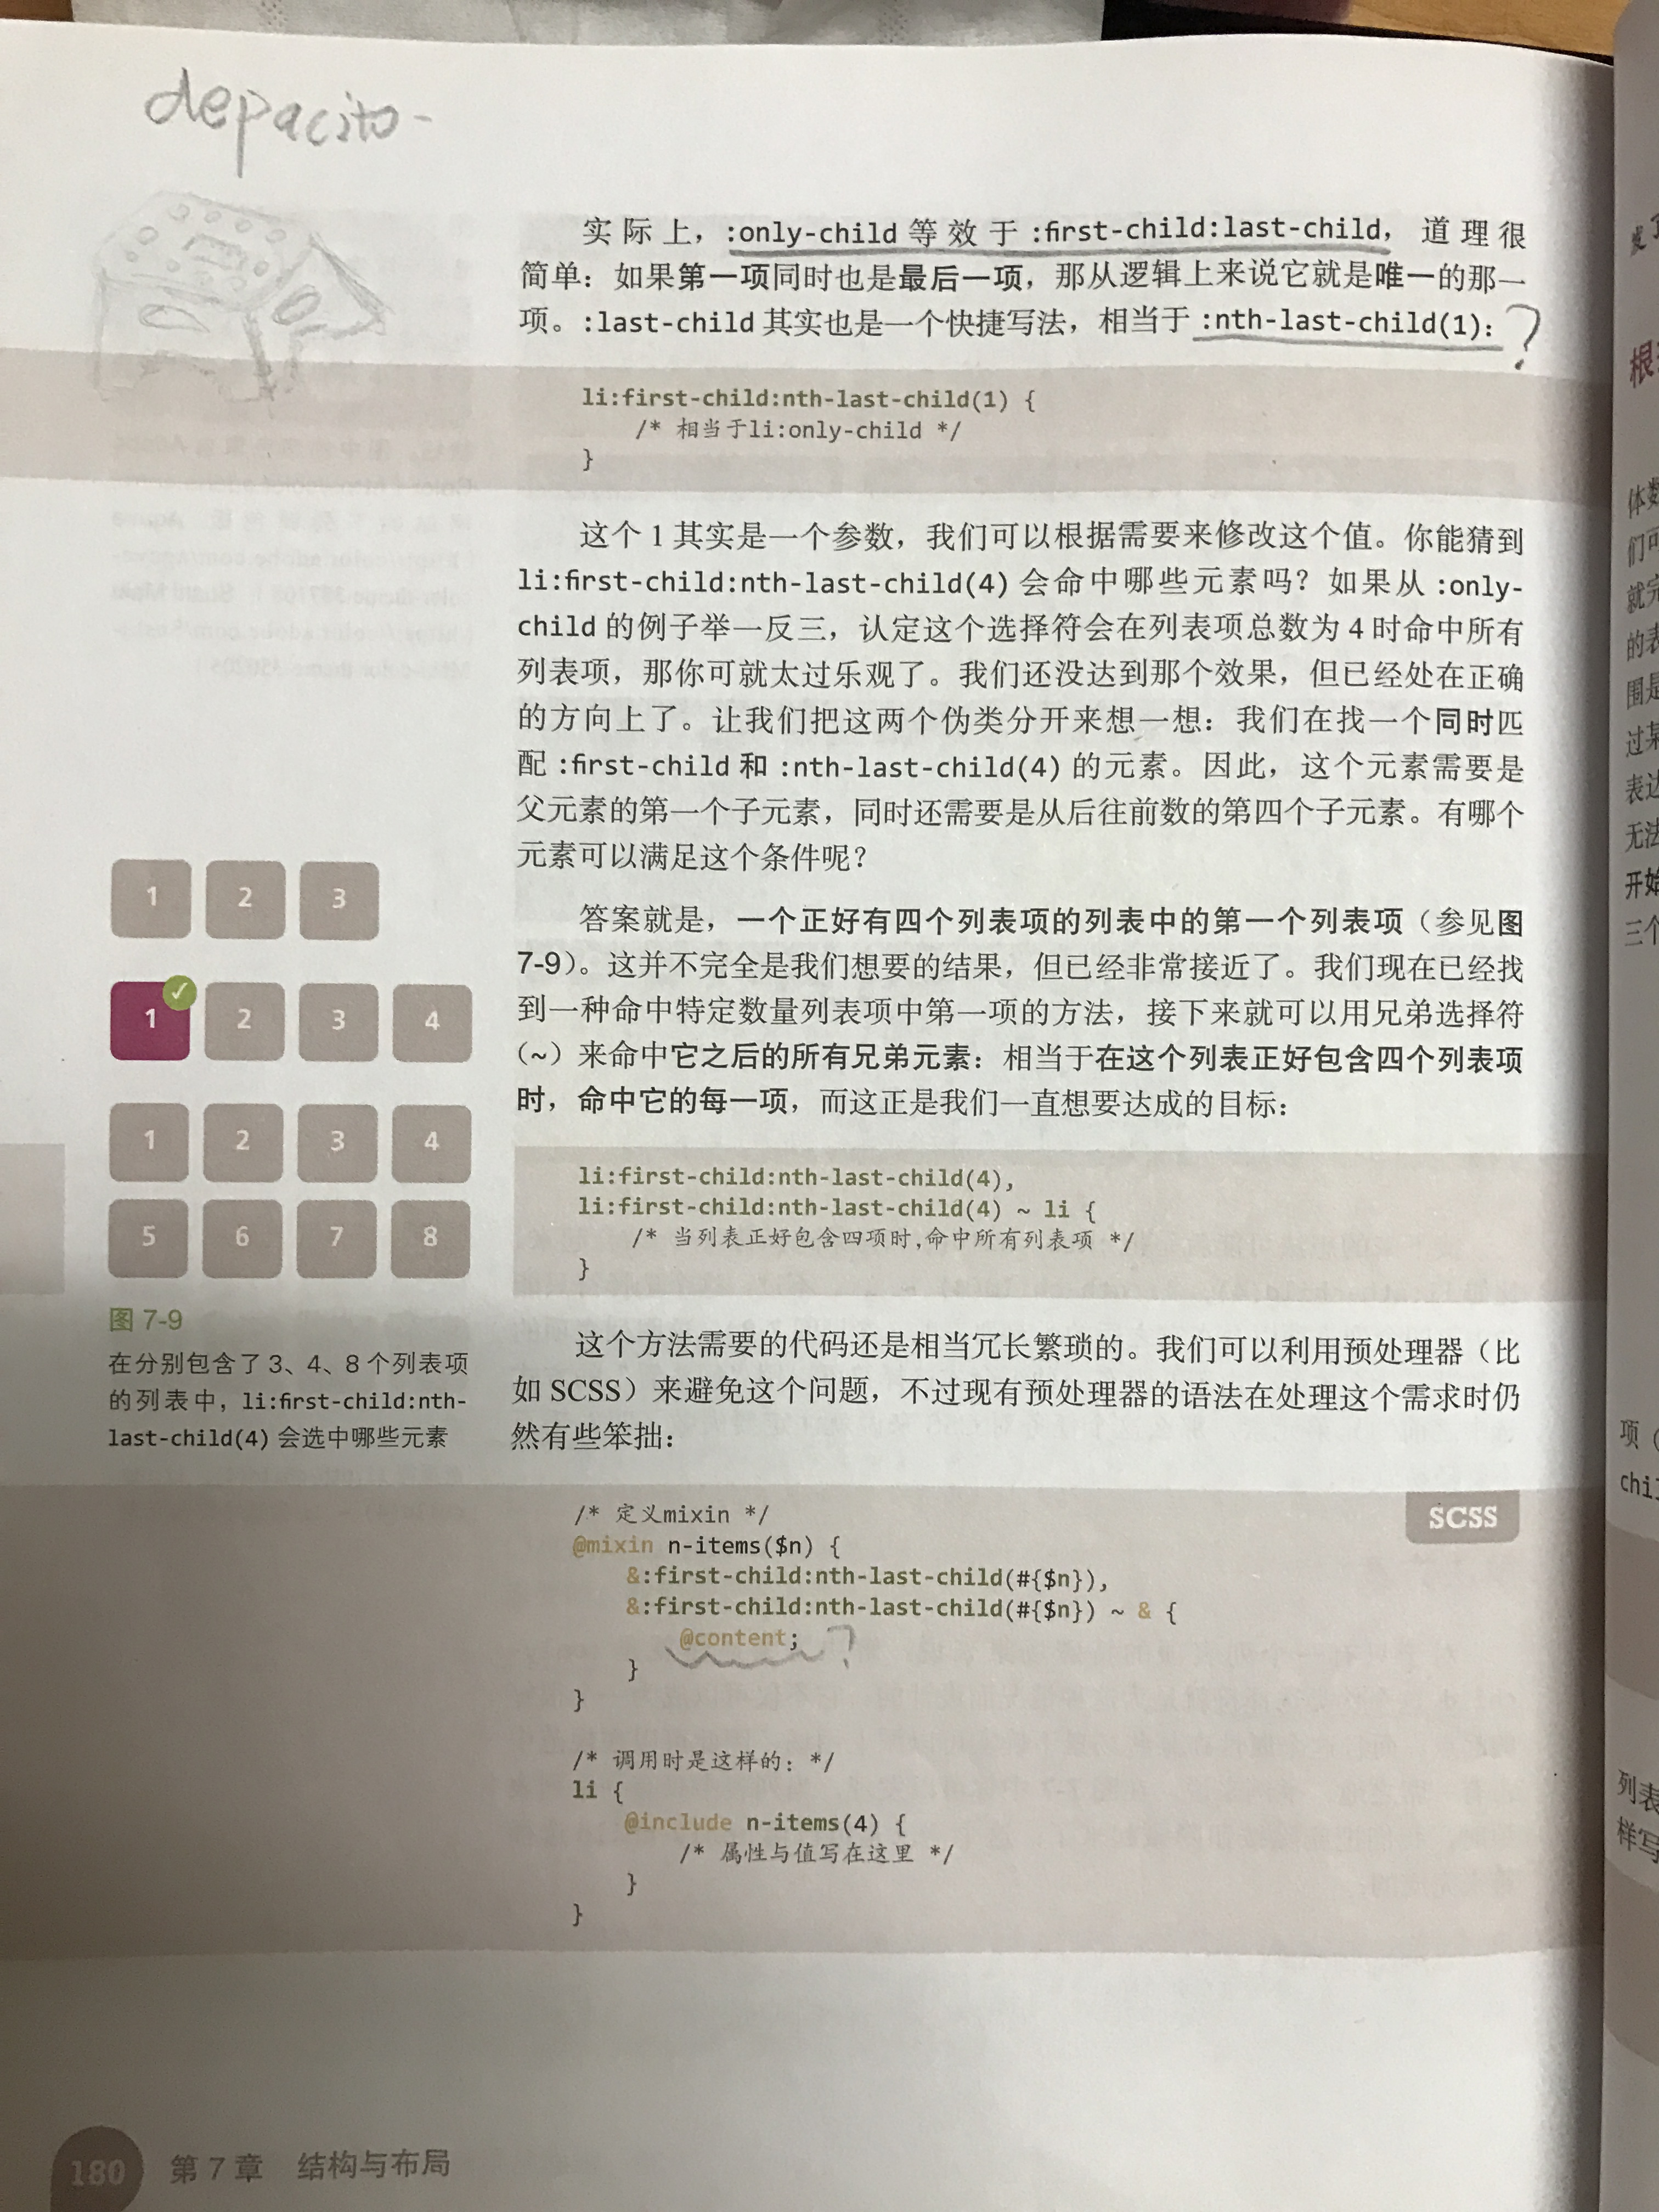 depacito-
实际上，:only-child 等效于 :first-child:last-child，道理很
简单：如果第一项同时也是最后一项，那从逻辑上来说它就是唯一的那一
项。:last-child 其实也是一个快捷写法，相当于 :nth-last-child(1)：?
li:first-child:nth-last-child(1) {
/* 相当于li:only-child */
}
这个 1 其实是一个参数，我们可以根据需要来修改这个值。你能猜到
li:first-child:nth-last-child(4) 会命中哪些元素吗？如果从 :only-
child 的例子举一反三，认定这个选择符会在列表项总数为 4 时命中所有
列表项，那你可就太过乐观了。我们还没达到那个效果，但已经处在正确
的方向上了。让我们把这两个伪类分开来想一想：我们在找一个同时匹
配 :first-child 和 :nth-last-child(4) 的元素。因此，这个元素需要是
父元素的第一个子元素，同时还需要是从后往前数的第四个子元素。有哪个
元素可以满足这个条件呢？
答案就是，一个正好有四个列表项的列表中的第一个列表项（参见图
7-9）。这并不完全是我们想要的结果，但已经非常接近了。我们现在已经找
到一种命中特定数量列表项中第一项的方法，接下来就可以用兄弟选择符
（~）来命中它之后的所有兄弟元素：相当于在这个列表正好包含四个列表项
时，命中它的每一项，而这正是我们一直想要达成的目标：
li:first-child:nth-last-child(4),
li:first-child:nth-last-child(4) ~ li {
/* 当列表正好包含四项时,命中所有列表项 */
}
1 2 3
1 2 3 4
1 2 3 4
5 6 7 8
图 7-9
在分别包含了 3、4、8 个列表项
的列表中，li:first-child:nth-
last-child(4) 会选中哪些元素
这个方法需要的代码还是相当冗长繁琐的。我们可以利用预处理器（比
如 SCSS）来避免这个问题，不过现有预处理器的语法在处理这个需求时仍
然有些笨拙：
SCSS
/* 定义mixin */
@mixin n-items($n) {
&:first-child:nth-last-child(#{$n}),
&:first-child:nth-last-child(#{$n}) ~ & {
@content; ?
}
}
/* 调用时是这样的：*/
li {
@include n-items(4) {
/* 属性与值写在这里 */
}
}
180 第 7 章 结构与布局
体数
们可
的表
过某
表达
无法
开始
三个
项（
列表
样写